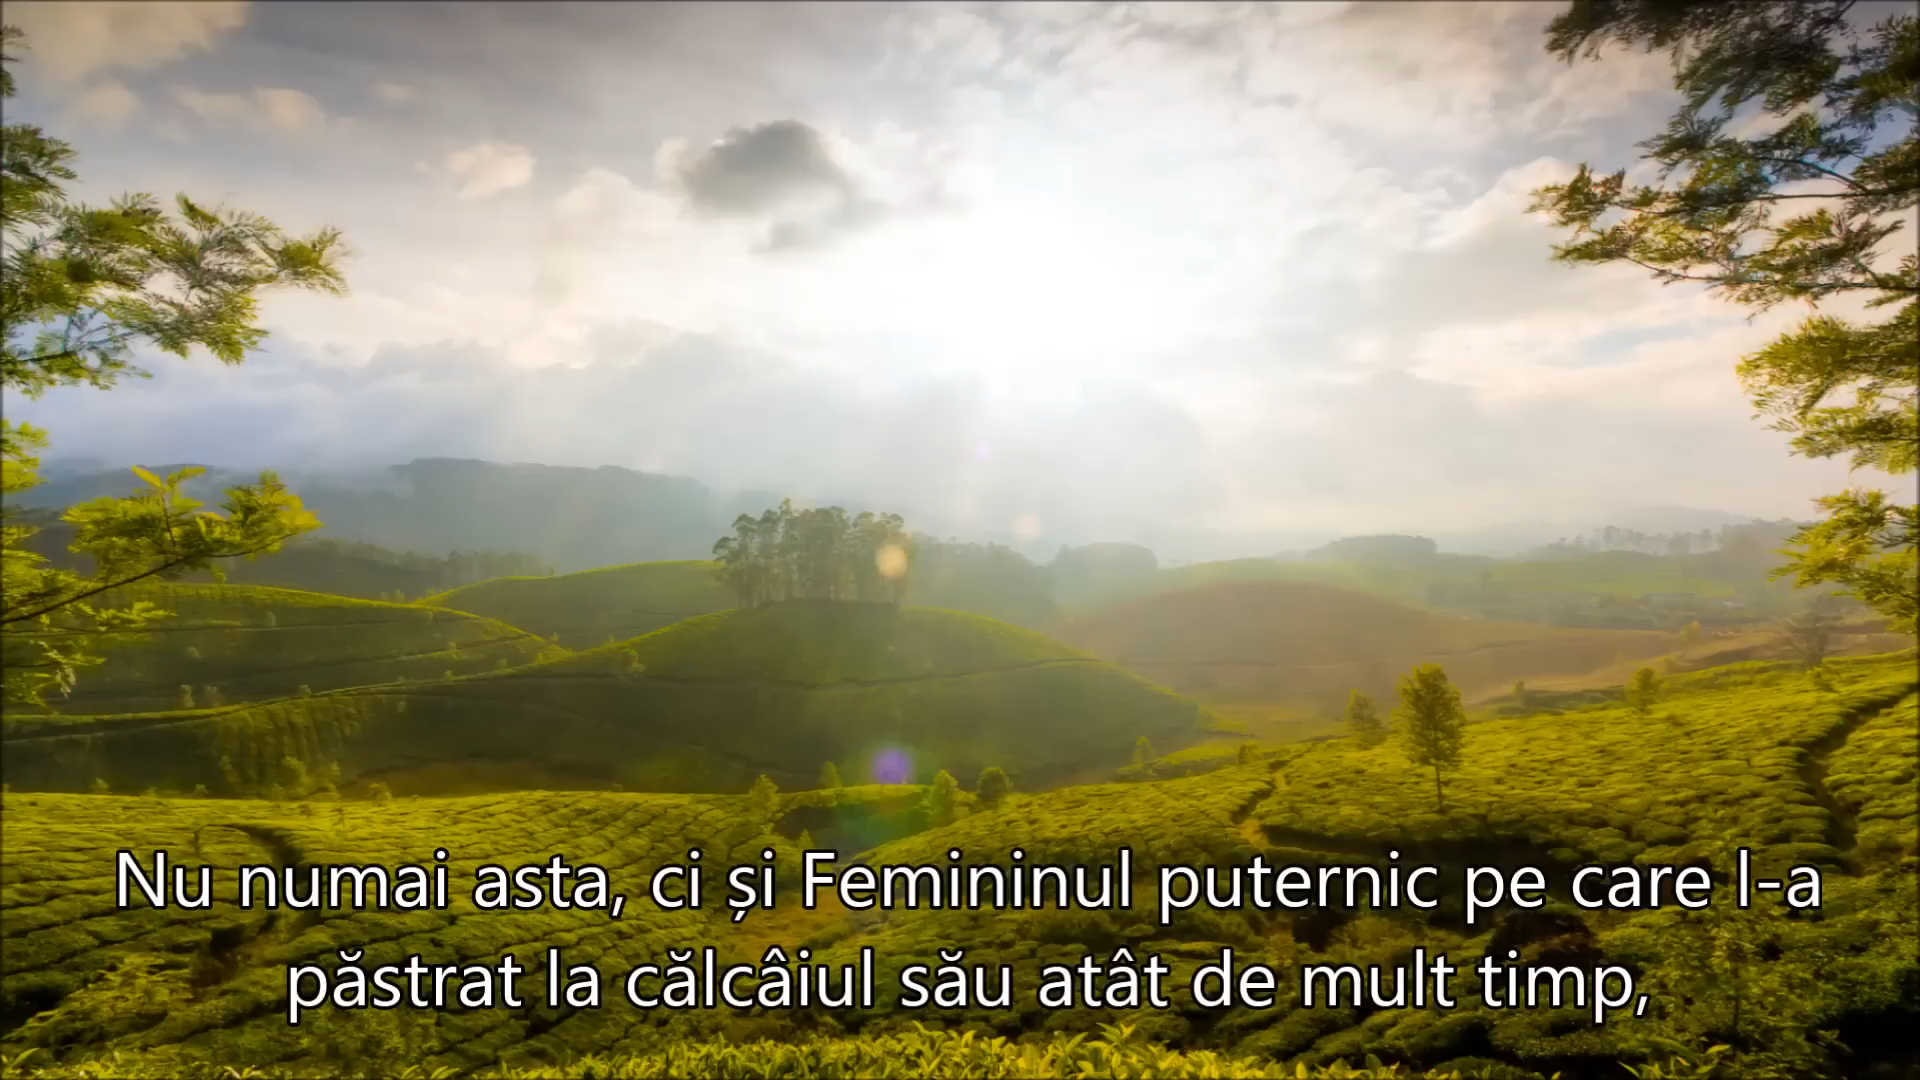 Nu numai asta, ci și Femininul puternic pe care l-a
păstrat la călcâiul său atât de mult timp,